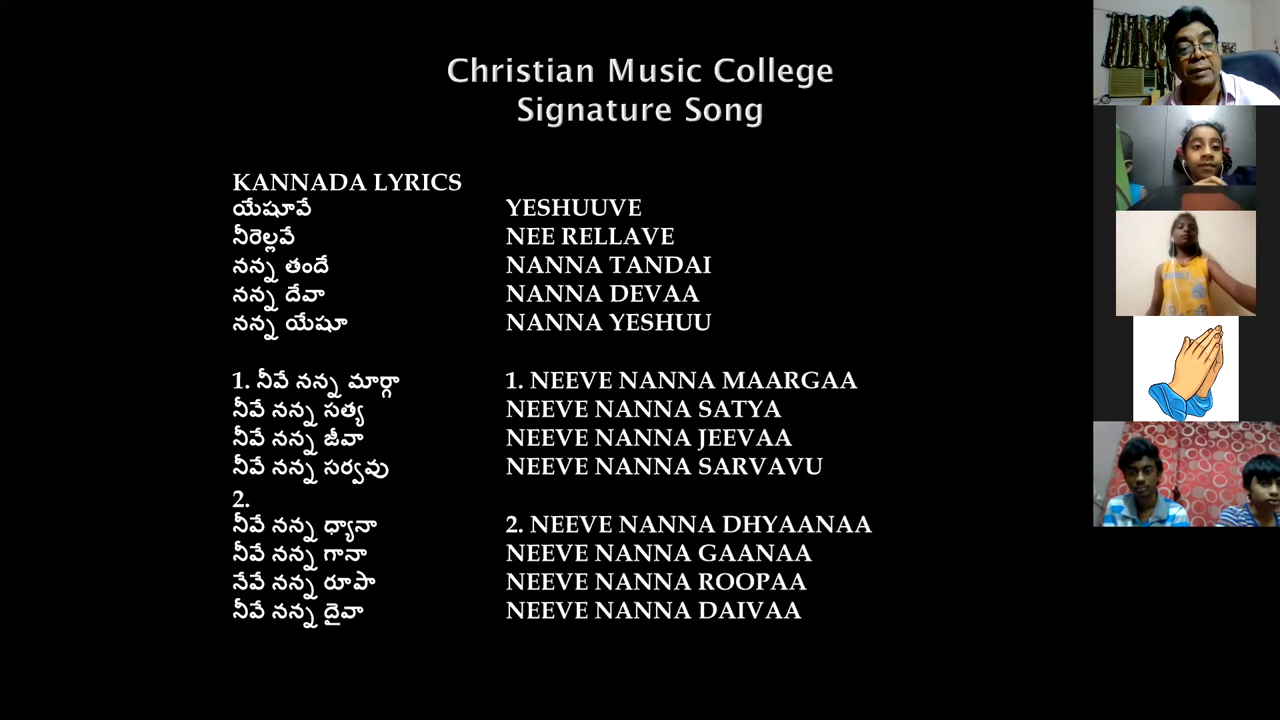 Christian Music College
Signature Song
KANNADA LYRICS
యేషూవే YESHUUVE
నీరెల్లవే NEE RELLAVE
నన్న తందే NANNA TANDAI
నన్న దేవా NANNA DEVAA
నన్న యేషూ NANNA YESHUU
1. నీవే నన్న మార్గా 1. NEEVE NANNA MAARGAA
నీవే నన్న సత్య NEEVE NANNA SATYA
నీవే నన్న జీవా NEEVE NANNA JEEVAA
నీవే నన్న సర్వవు NEEVE NANNA SARVAVU
2.
నీవే నన్న ధ్యానా 2. NEEVE NANNA DHYAANAA
నీవే నన్న గానా NEEVE NANNA GAANAA
నేవే నన్న రూపా NEEVE NANNA ROOPAA
నీవే నన్న దైవా NEEVE NANNA DAIVAA